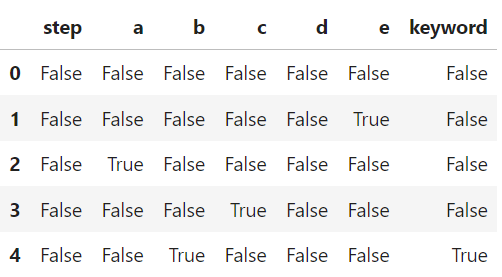 step a b c d e keyword
0 False False False False False False False
1 False False False False False True False
2 False True False False False False False
3 False False False True False False False
4 False False True False False False True